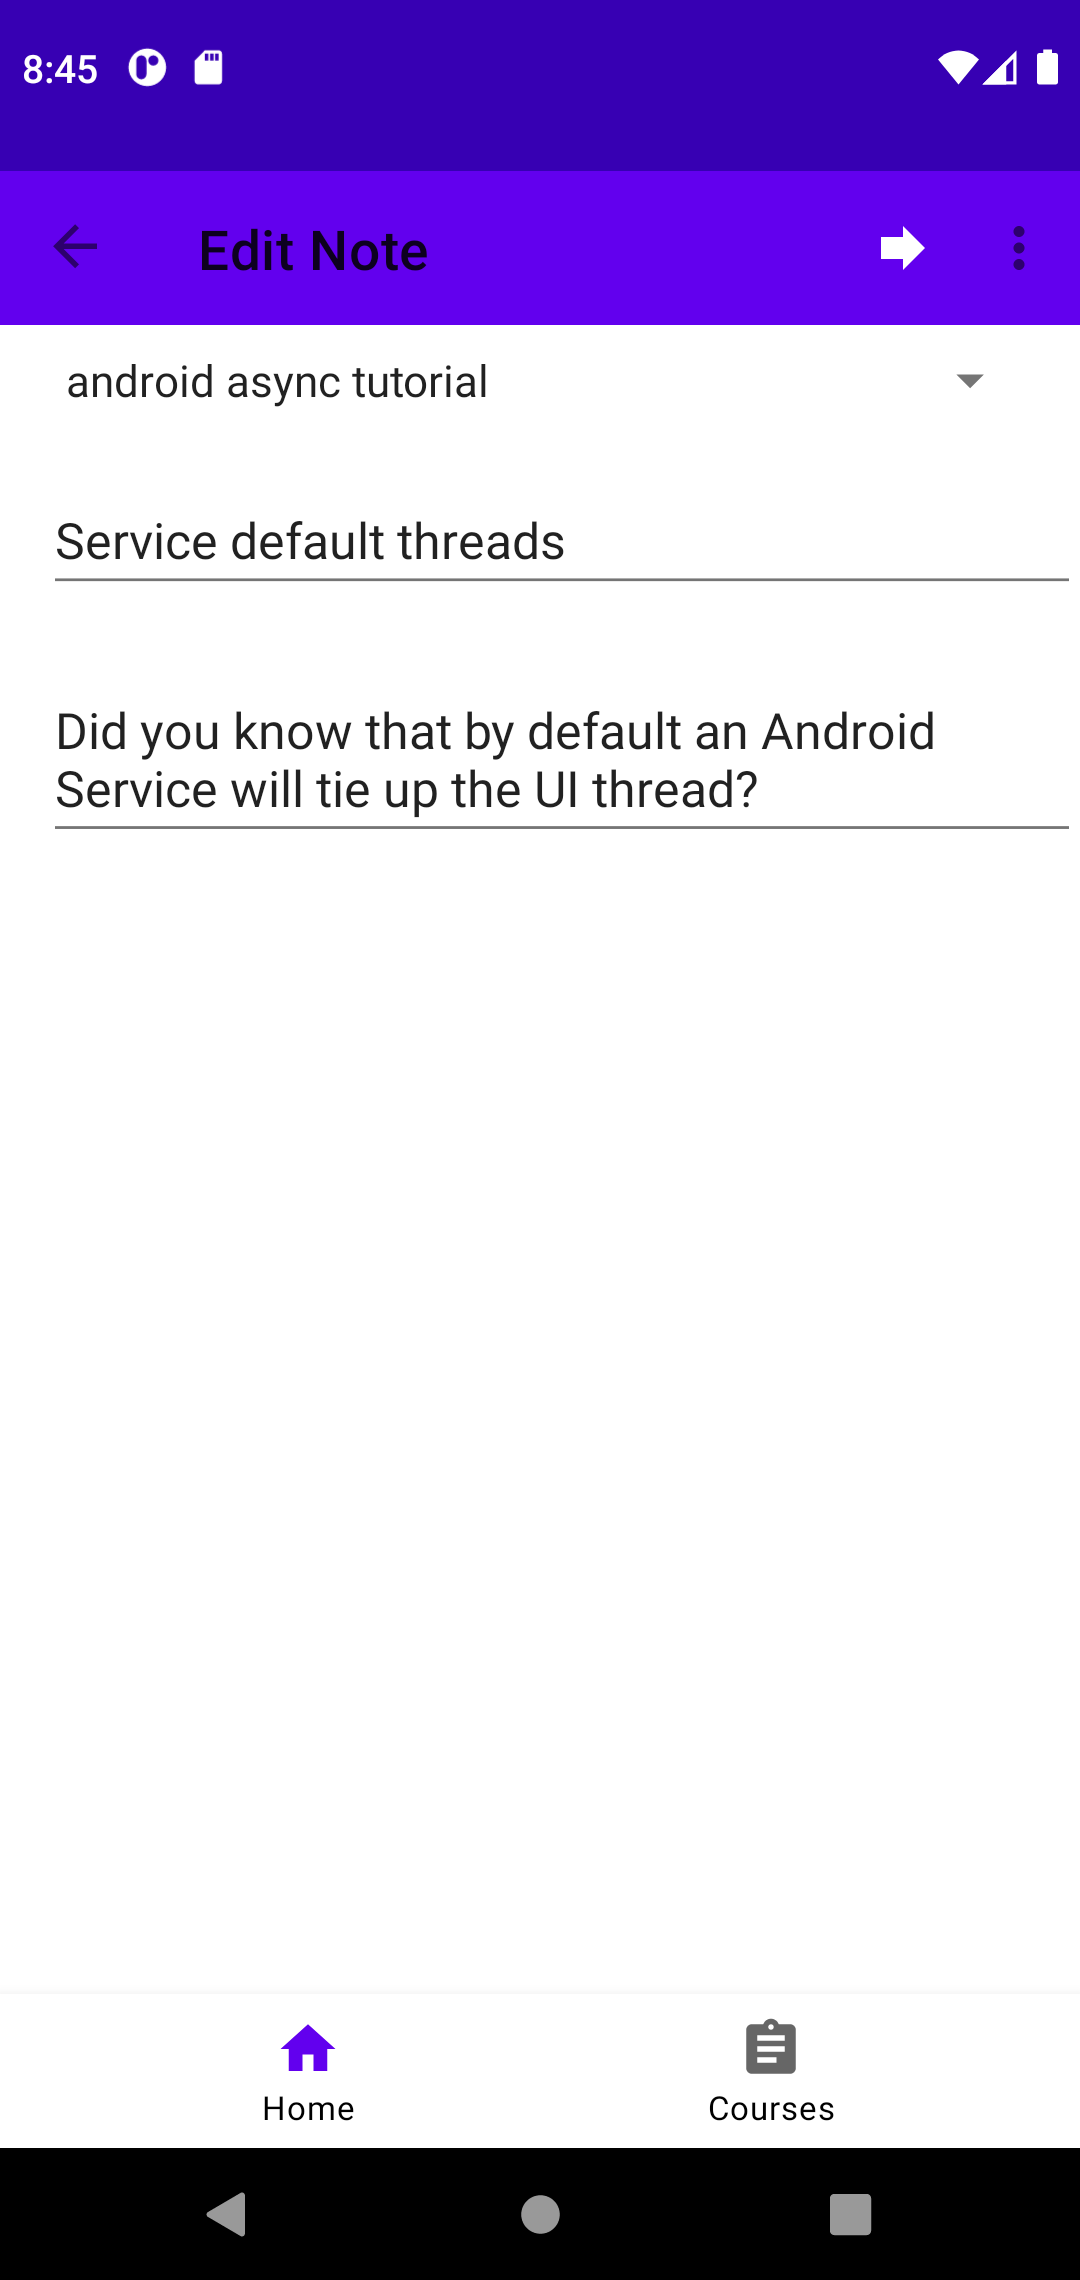 8:45
Edit Note
android async tutorial
Service default threads
Did you know that by default an Android
Service will tie up the UI thread?
Home
Courses